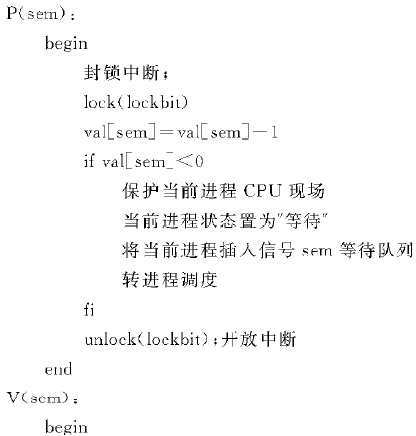 P(sem):
begin
封锁中断;
lock(lockbit)
val[sem]=val[sem]-1
if val[sem]<0
保护当前进程 CPU 现场
当前进程状态置为"等待"
将当前进程插入信号 sem 等待队列
转进程调度
fi
unlock(lockbit);开放中断
end
V(sem):
begin